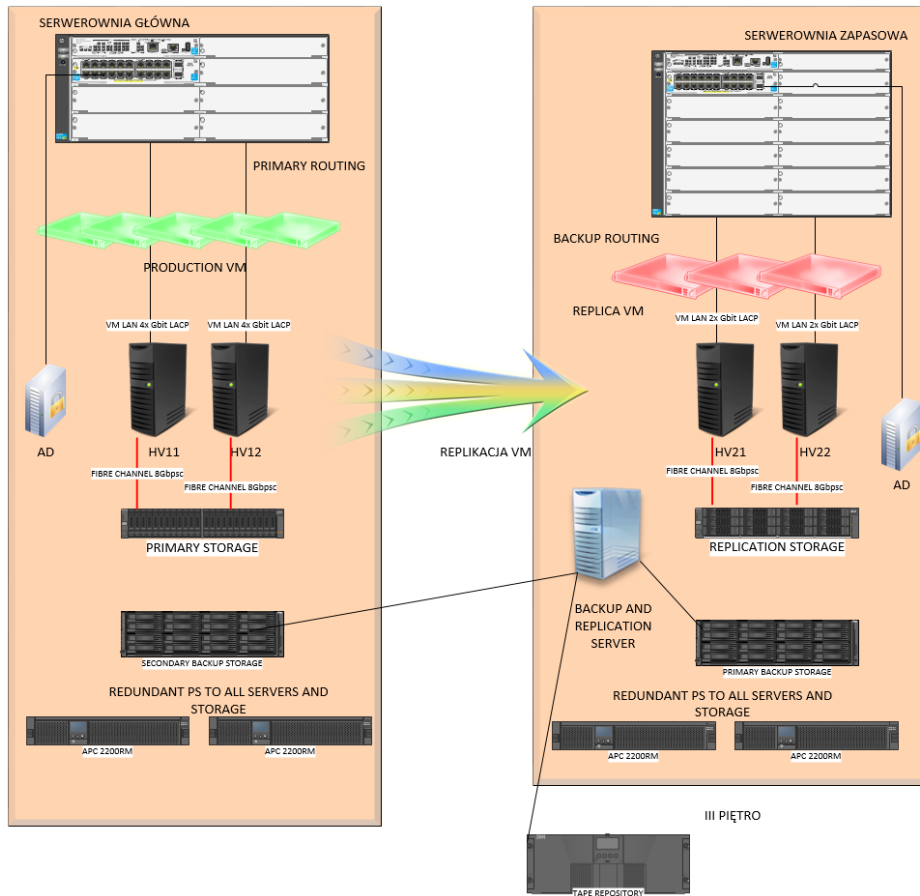 SERWEROWNIA GŁÓWNA
PRIMARY ROUTING
PRODUCTION VM
VM LAN 4x Gbit LACP
VM LAN 4x Gbit LACP
AD
HV11
HV12
FIBRE CHANNEL 8Gbpsc
FIBRE CHANNEL 8Gbpsc
PRIMARY STORAGE
SECONDARY BACKUP STORAGE
REDUNDANT PS TO ALL SERVERS AND
STORAGE
APC 2200RM
APC 2200RM
REPLIKACJA VM
SERWEROWNIA ZAPASOWA
BACKUP ROUTING
REPLICA VM
VM LAN 2x Gbit LACP
VM LAN 2x Gbit LACP
HV21
HV22
AD
FIBRE CHANNEL 8Gbpsc
FIBRE CHANNEL 8Gbpsc
REPLICATION STORAGE
BACKUP AND
REPLICATION
SERVER
PRIMARY BACKUP STORAGE
REDUNDANT PS TO ALL SERVERS AND
STORAGE
APC 2200RM
APC 2200RM
III PIĘTRO
TAPE REPOSITORY